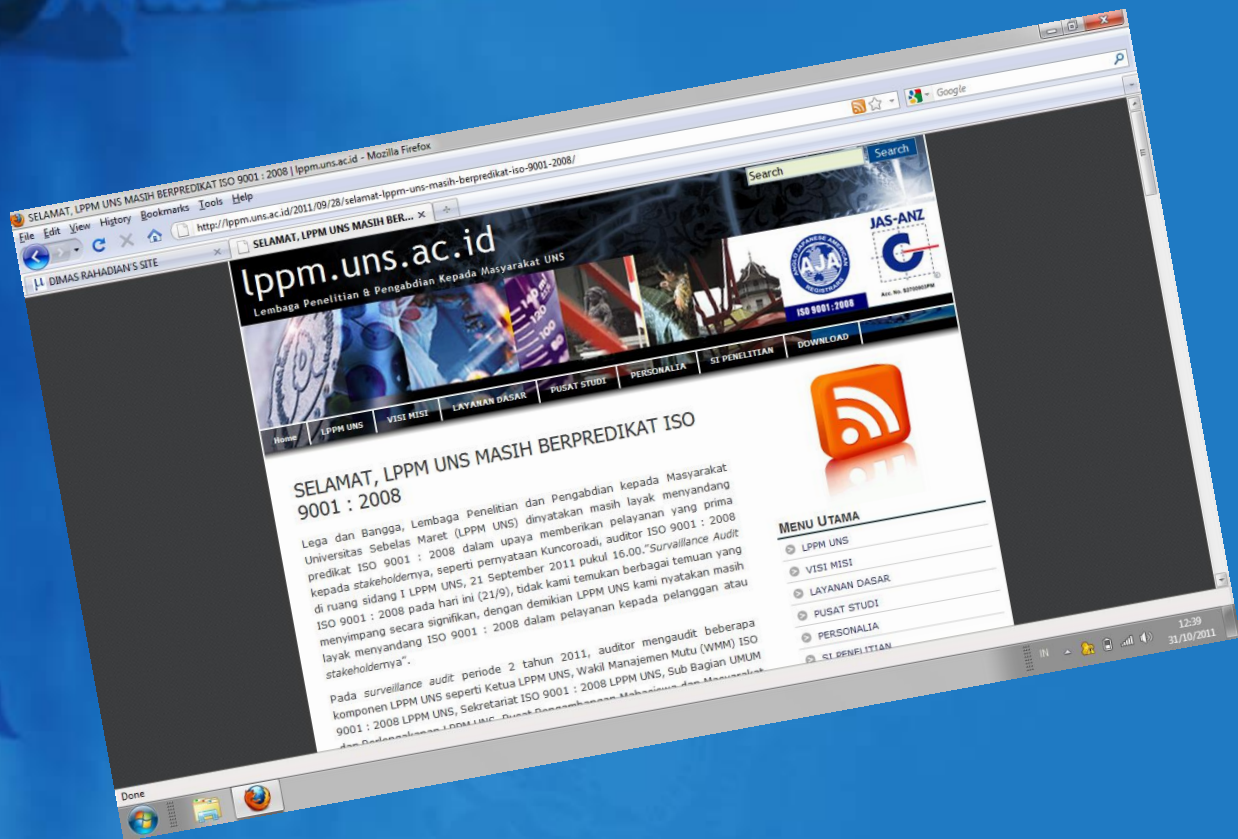 SELAMAT, LPPM UNS MASIH BERPREDIKAT ISO 9001 : 2008 | lppm.uns.ac.id - Mozilla Firefox
File Edit View History Bookmarks Tools Help
http://lppm.uns.ac.id/2011/09/28/selamat-lppm-uns-masih-berpredikat-iso-9001-2008/
Google
µ DIMAS RAHADIAN'S SITE
SELAMAT, LPPM UNS MASIH BER...
Search
Search
lppm.uns.ac.id
Lembaga Penelitian & Pengabdian Kepada Masyarakat UNS
140 mi
120
100
80
ANGLO JAPANESE AMERICAN
AJA
REGISTRARS
ISO 9001:2008
JAS-ANZ
Home
LPPM UNS
VISI MISI
LAYANAN DASAR
PUSAT STUDI
PERSONALIA
SI PENELITIAN
DOWNLOAD
SELAMAT, LPPM UNS MASIH BERPREDIKAT ISO
9001 : 2008
Lega dan Bangga, Lembaga Penelitian dan Pengabdian kepada Masyarakat
Universitas Sebelas Maret (LPPM UNS) dinyatakan masih layak menyandang
predikat ISO 9001 : 2008 dalam upaya memberikan pelayanan yang prima
kepada stakeholdernya, seperti pernyataan Kuncoroadi, auditor ISO 9001 : 2008
di ruang sidang I LPPM UNS, 21 September 2011 pukul 16.00."Survaillance Audit
ISO 9001 : 2008 pada hari ini (21/9), tidak kami temukan berbagai temuan yang
menyimpang secara signifikan, dengan demikian LPPM UNS kami nyatakan masih
layak menyandang ISO 9001 : 2008 dalam pelayanan kepada pelanggan atau
stakeholdernya".
Pada surveillance audit periode 2 tahun 2011, auditor mengaudit beberapa
komponen LPPM UNS seperti Ketua LPPM UNS, Wakil Manajemen Mutu (WMM) ISO
9001 : 2008 LPPM UNS, Sekretariat ISO 9001 : 2008 LPPM UNS, Sub Bagian UMUM
MENU UTAMA
LPPM UNS
VISI MISI
LAYANAN DASAR
PUSAT STUDI
PERSONALIA
SI PENELITIAN
Done
IN
12:39
31/10/2011